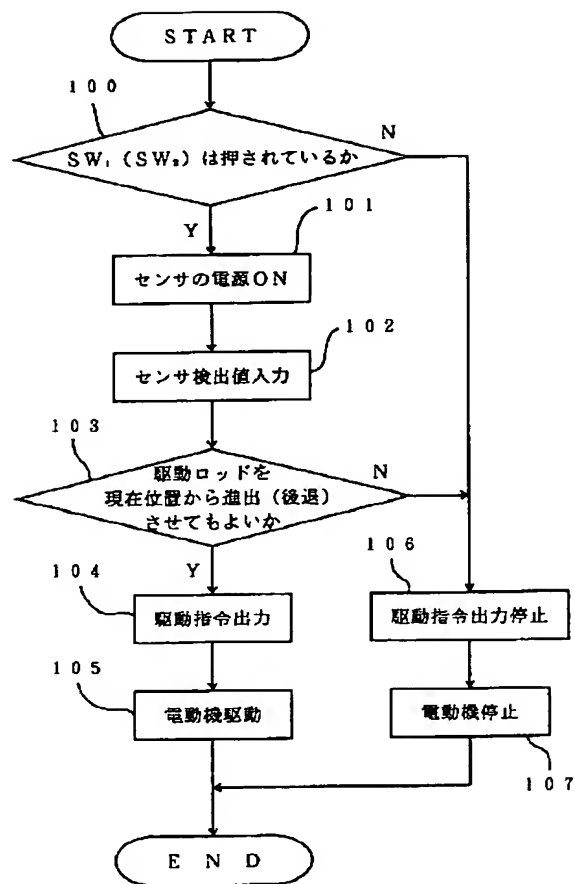 START
100
N
SW₁（SW₂）は押されているか
Y
101
センサの電源ON
102
センサ検出値入力
103
N
駆動ロッドを
現在位置から進出（後退）
させてもよいか
Y
104
駆動指令出力
106
駆動指令出力停止
105
電動機駆動
電動機停止
107
END